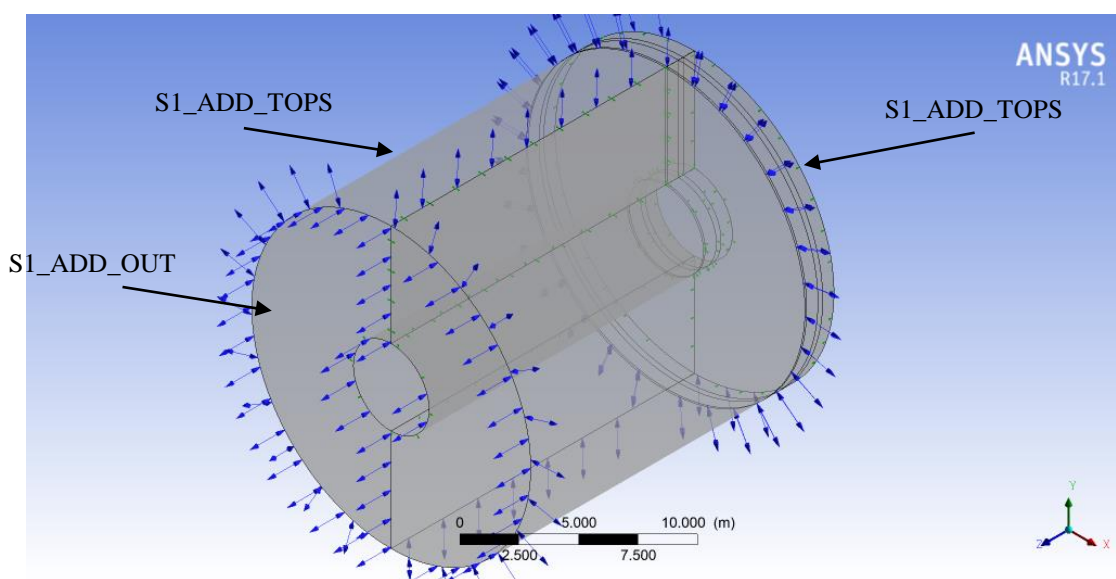 ANSYS
R17.1
S1_ADD_TOPS
S1_ADD_TOPS
S1_ADD_OUT
0 5.000 10.000 (m)
2.500 7.500
Y
Z X